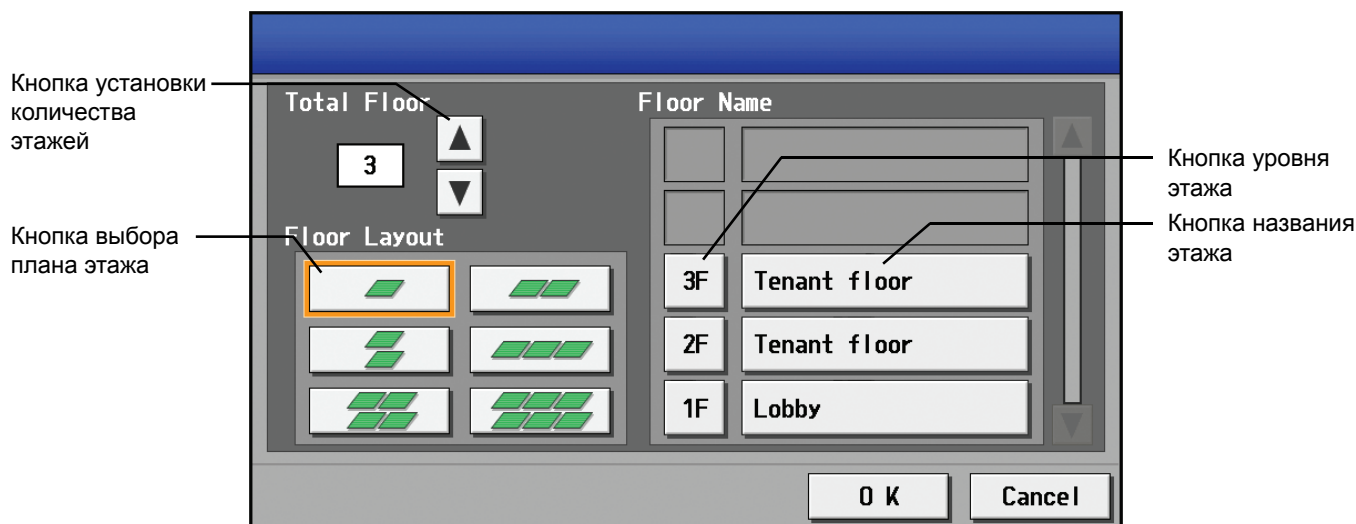 Кнопка установки
количества
этажей
Кнопка выбора
плана этажа
Total Floor
3
Floor Layout
Floor Name
3F Tenant floor
2F Tenant floor
1F Lobby
OK Cancel
Кнопка уровня
этажа
Кнопка названия
этажа